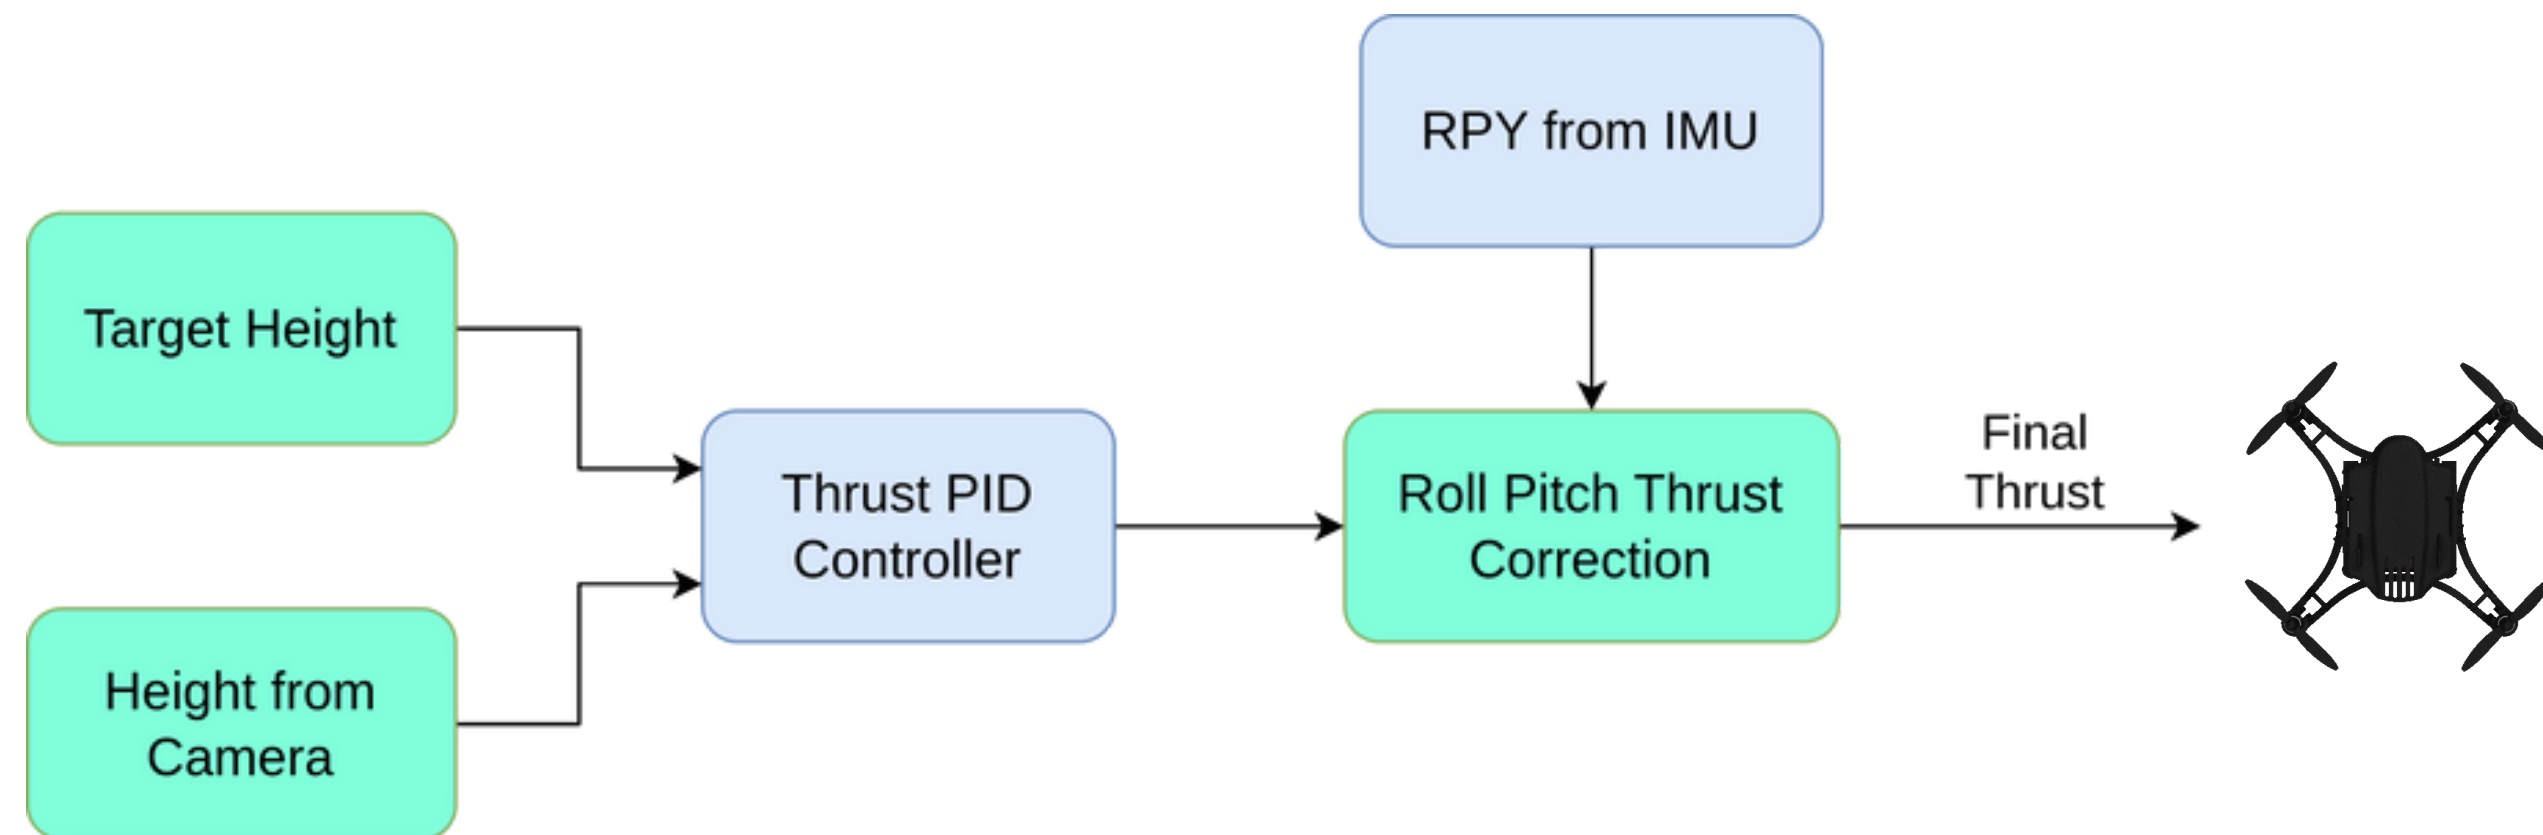 RPY from IMU
Target Height
Thrust PID
Controller
Roll Pitch Thrust
Correction
Final
Thrust
Height from
Camera